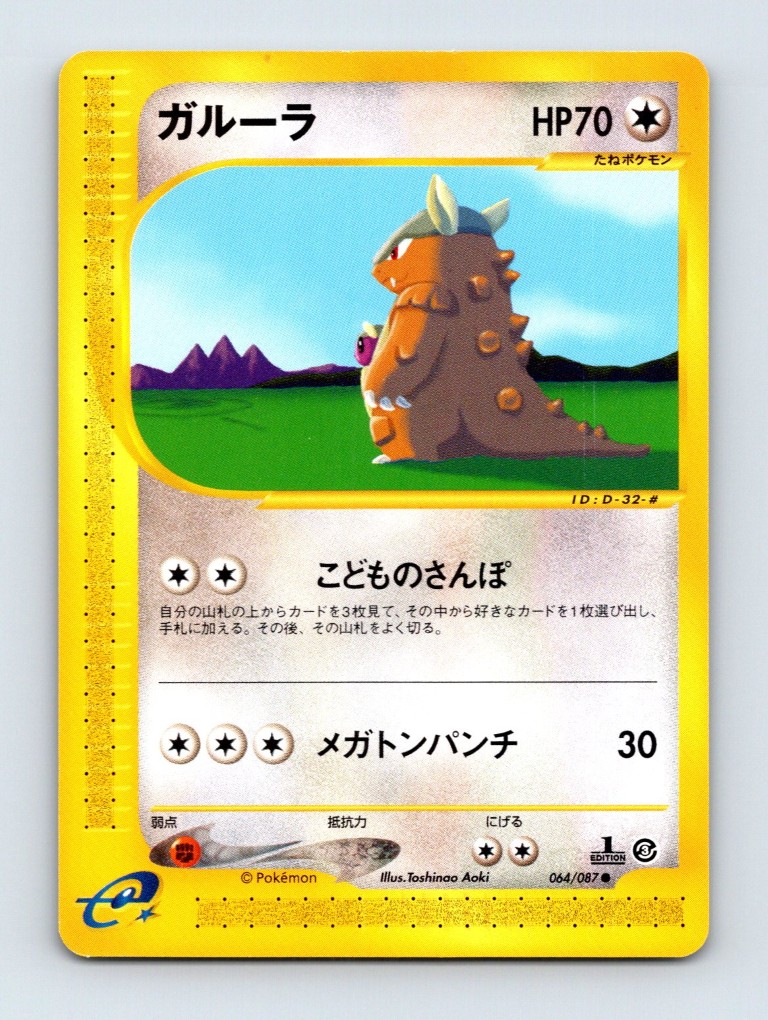 ガルーラ HP70
たねポケモン
ID:D-32-#
こどものさんぽ
自分の山札の上からカードを3枚見て、その中から好きなカードを1枚選び出し、
手札に加える。その後、その山札をよく切る。
メガトンパンチ 30
弱点 抵抗力 にげる
1
EDITION
3
© Pokémon Illus.Toshinao Aoki 064/087
e